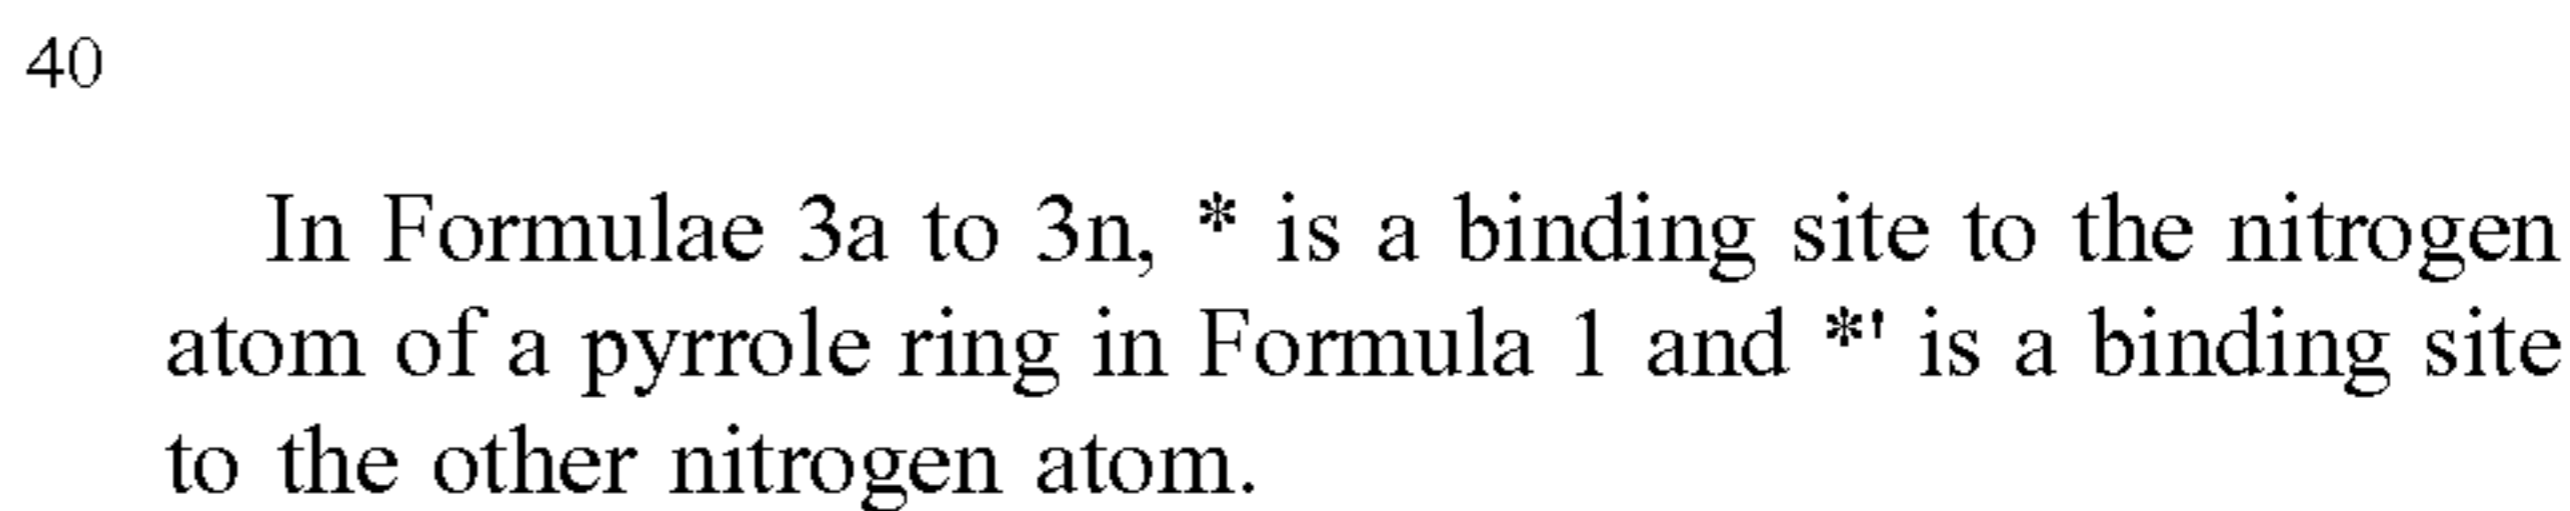 40
In Formulae 3a to 3n, * is a binding site to the nitrogen
atom of a pyrrole ring in Formula 1 and *' is a binding site
to the other nitrogen atom.